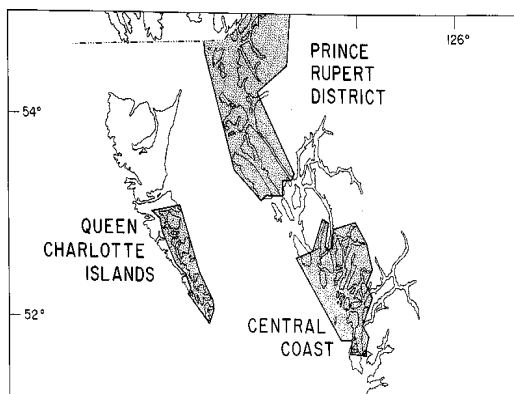 126°
PRINCE
RUPERT
DISTRICT
54°
QUEEN
CHARLOTTE
ISLANDS
52°
CENTRAL
COAST